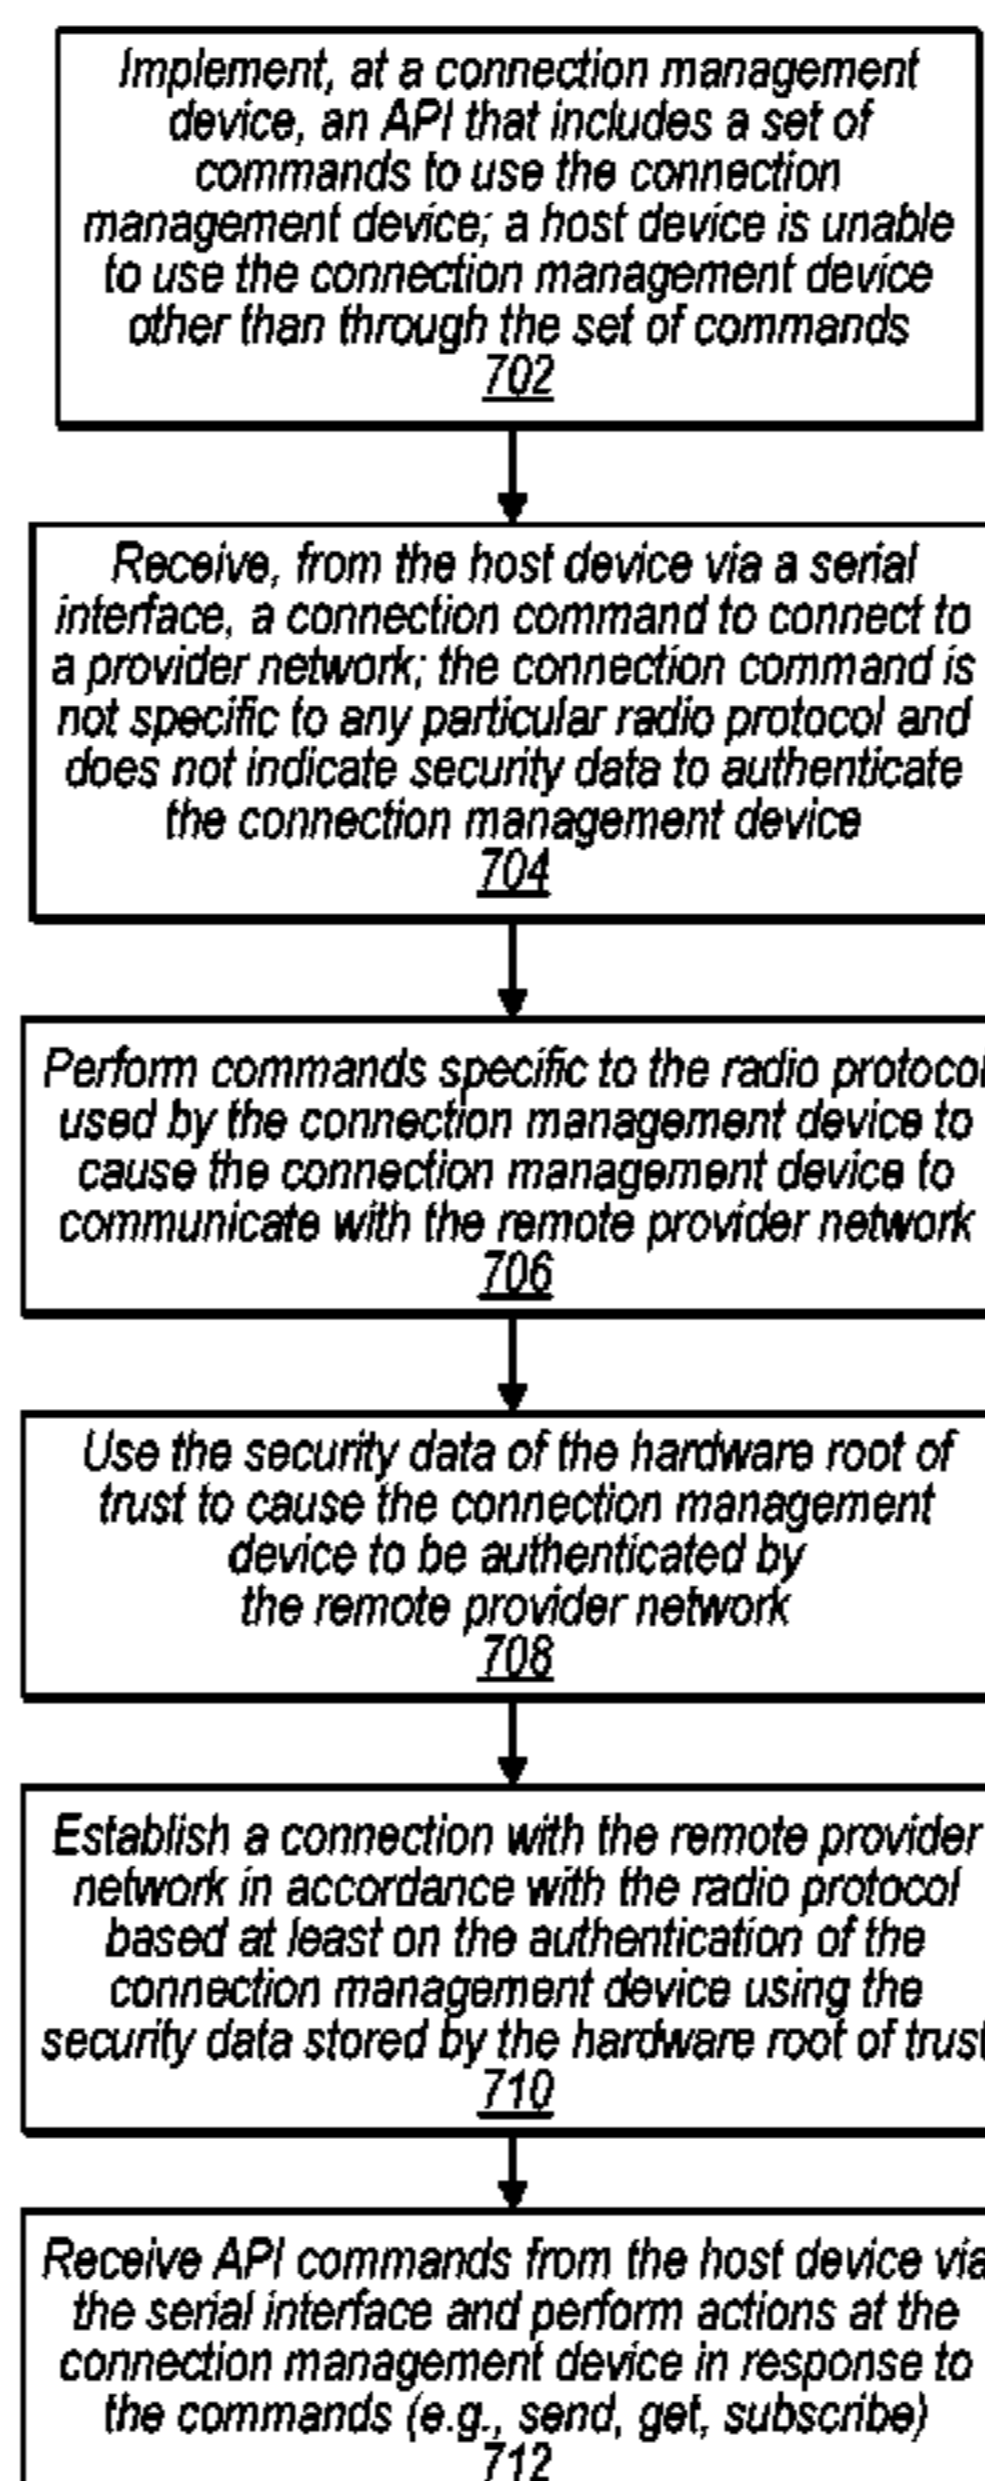 Implement, at a connection management
device, an API that includes a set of
commands to use the connection
management device; a host device is unable
to use the connection management device
other than through the set of commands
702
Receive, from the host device via a serial
interface, a connection command to connect to
a provider network; the connection command is
not specific to any particular radio protocol and
does not indicate security data to authenticate
the connection management device
704
Perform commands specific to the radio protocol
used by the connection management device to
cause the connection management device to
communicate with the remote provider network
706
Use the security data of the hardware root of
trust to cause the connection management
device to be authenticated by
the remote provider network
708
Establish a connection with the remote provider
network in accordance with the radio protocol
based at least on the authentication of the
connection management device using the
security data stored by the hardware root of trust
710
Receive API commands from the host device via
the serial interface and perform actions at the
connection management device in response to
the commands (e.g., send, get, subscribe)
712